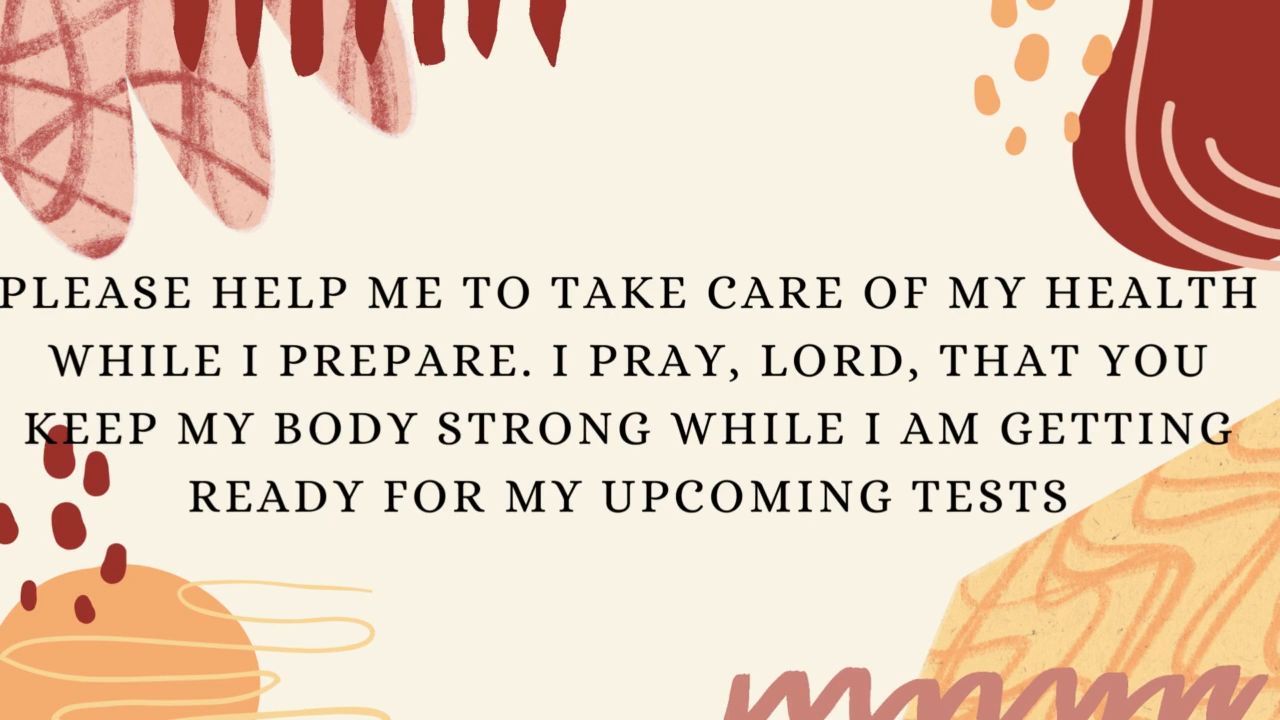 PLEASE HELP ME TO TAKE CARE OF MY HEALTH
WHILE I PREPARE. I PRAY, LORD, THAT YOU
KEEP MY BODY STRONG WHILE I AM GETTING
READY FOR MY UPCOMING TESTS